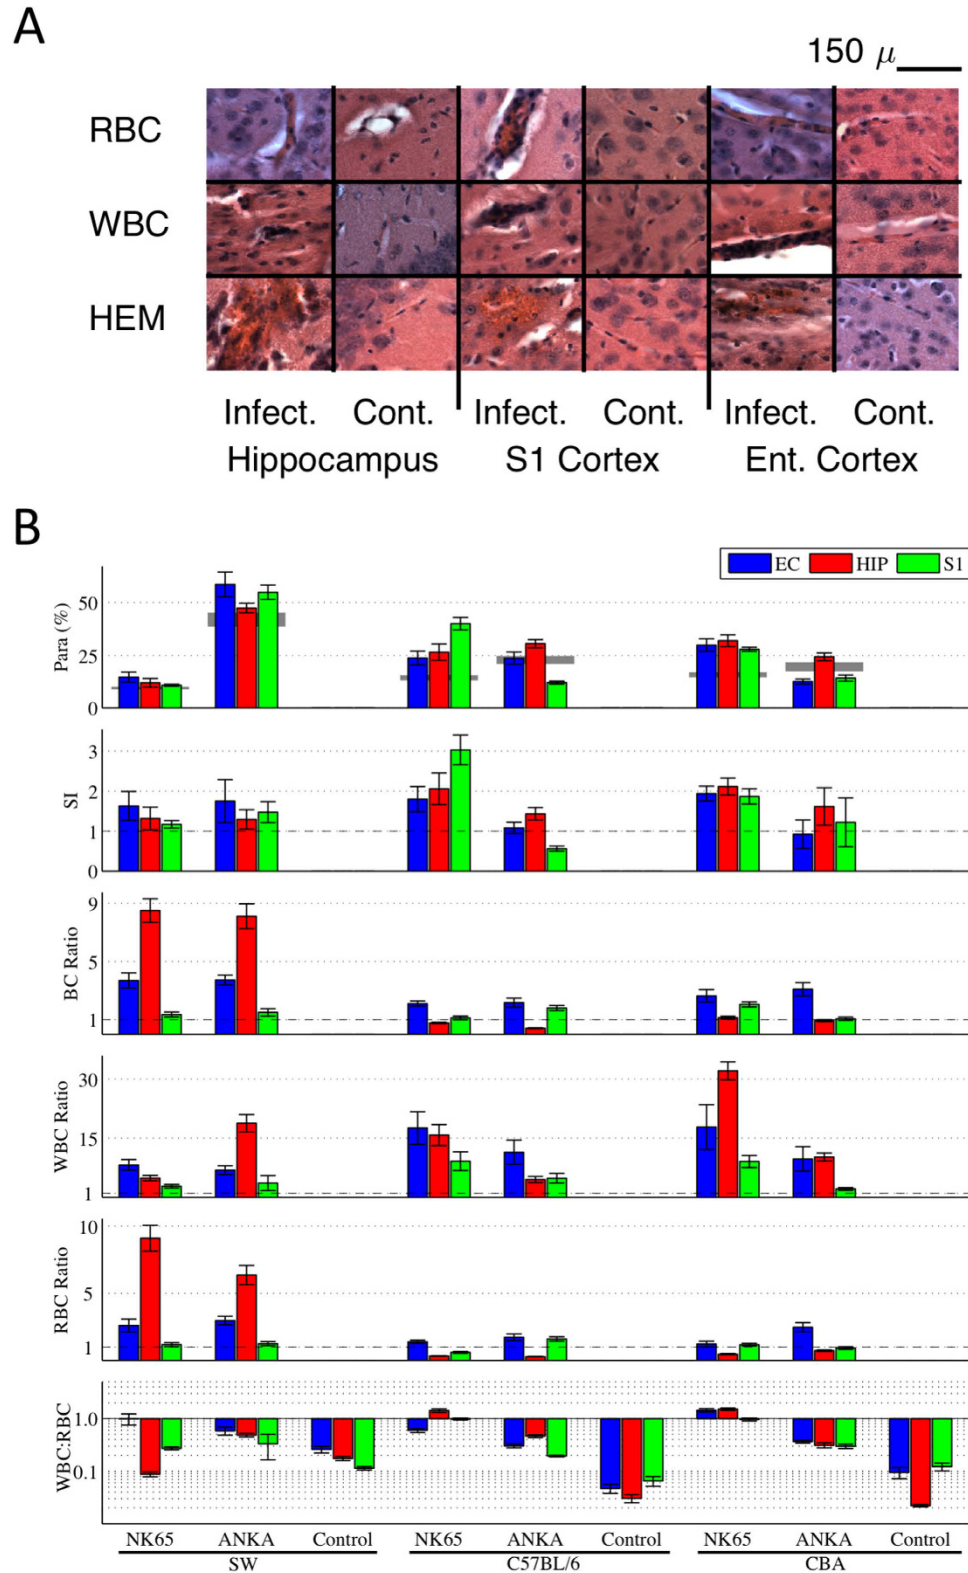 A
150 μ
RBC
WBC
HEM
Infect. Cont. Infect. Cont. Infect. Cont.
Hippocampus S1 Cortex Ent. Cortex
B
EC HIP S1
Para (%)
50
25
0
SI
3
2
1
0
BC Ratio
9
5
1
WBC Ratio
30
15
1
RBC Ratio
10
5
1
WBC:RBC
1.0
0.1
NK65 ANKA Control NK65 ANKA Control NK65 ANKA Control
SW C57BL/6 CBA